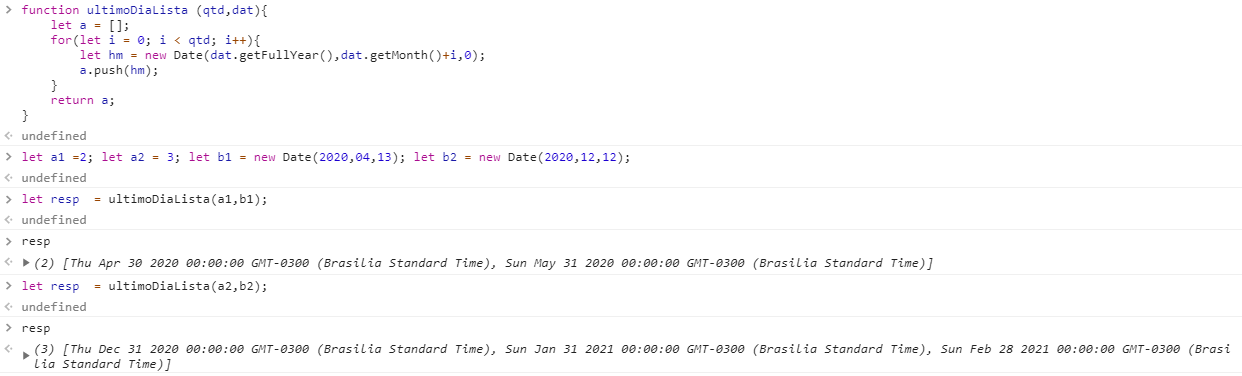 function ultimoDiaLista (qtd,dat){
    let a = [];
    for(let i = 0; i < qtd; i++){
        let hm = new Date(dat.getFullYear(),dat.getMonth()+i,0);
        a.push(hm);
    }
    return a;
}
undefined
let a1 =2; let a2 = 3; let b1 = new Date(2020,04,13); let b2 = new Date(2020,12,12);
undefined
let resp  = ultimoDiaLista(a1,b1);
undefined
resp
(2) [Thu Apr 30 2020 00:00:00 GMT-0300 (Brasilia Standard Time), Sun May 31 2020 00:00:00 GMT-0300 (Brasilia Standard Time)]
let resp  = ultimoDiaLista(a2,b2);
undefined
resp
(3) [Thu Dec 31 2020 00:00:00 GMT-0300 (Brasilia Standard Time), Sun Jan 31 2021 00:00:00 GMT-0300 (Brasilia Standard Time), Sun Feb 28 2021 00:00:00 GMT-0300 (Brasi
lia Standard Time)]